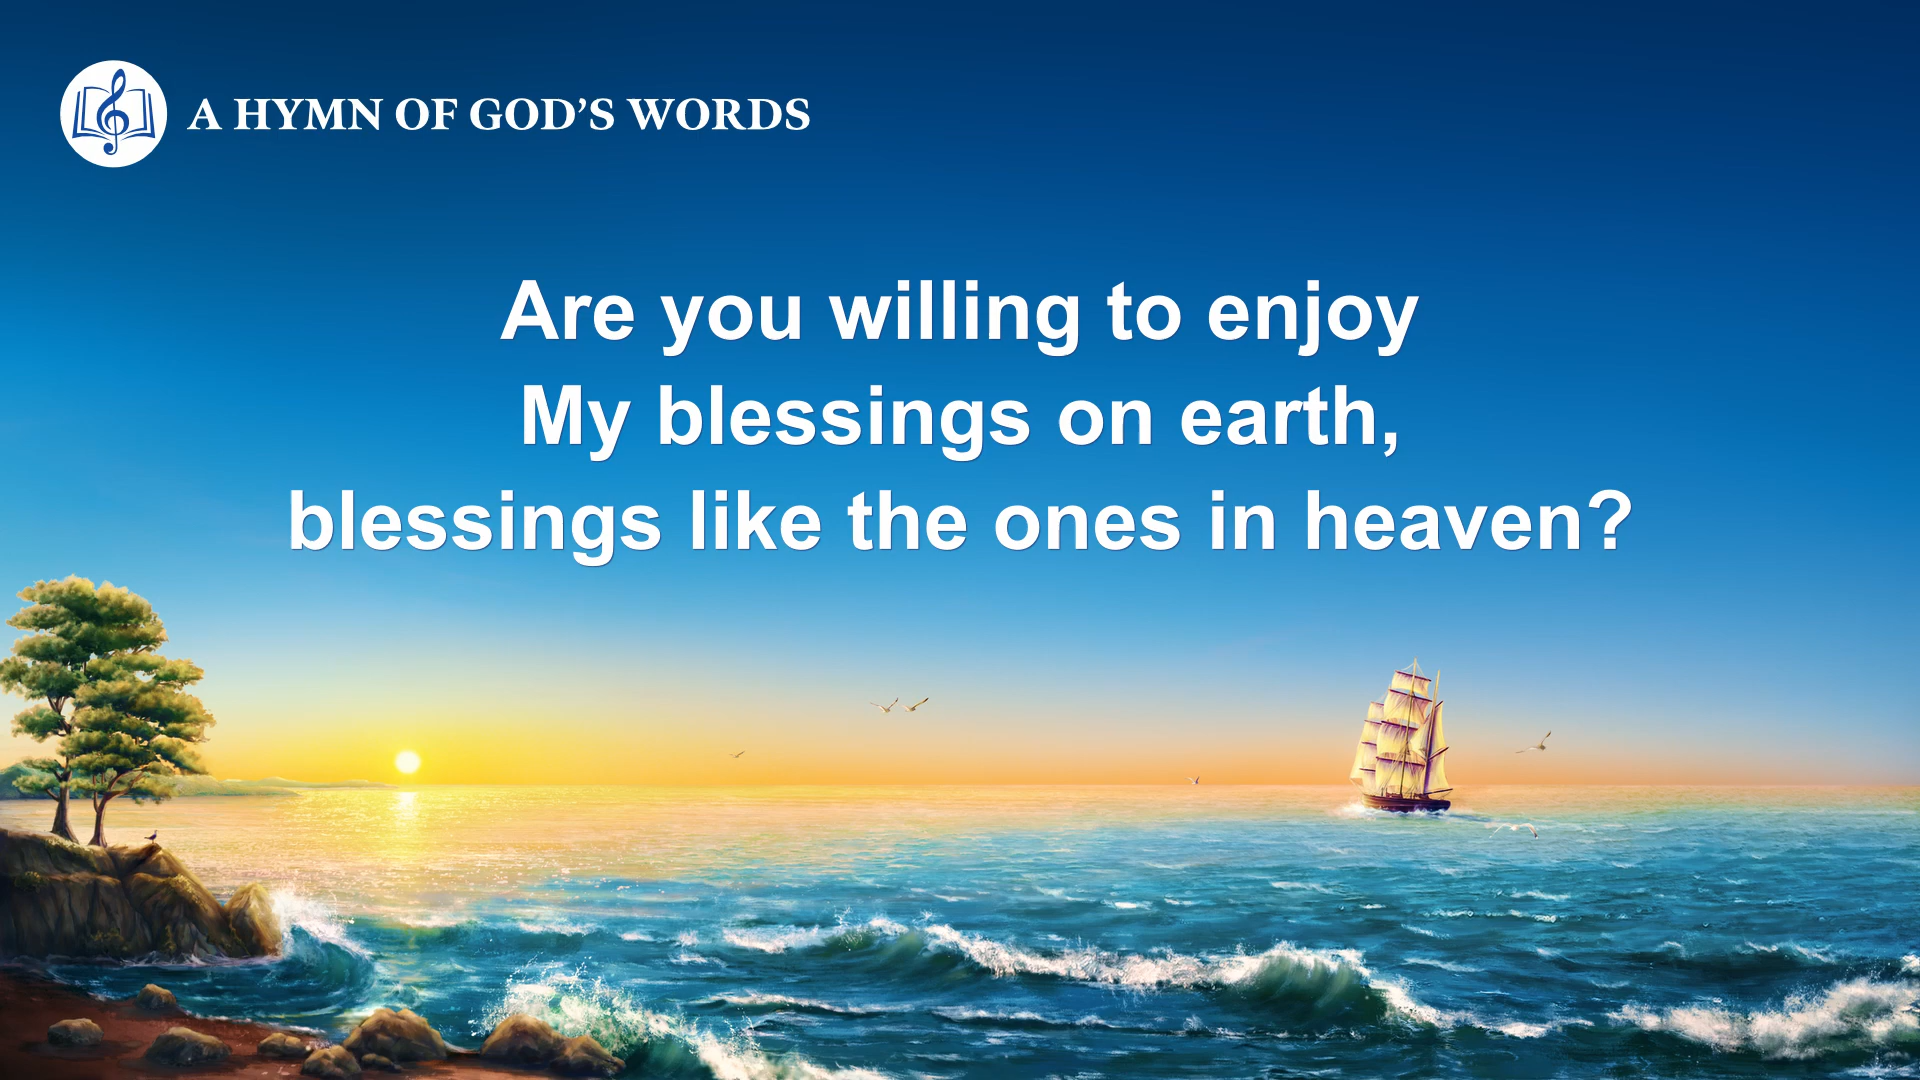 A HYMN OF GOD’S WORDS
Are you willing to enjoy
My blessings on earth,
blessings like the ones in heaven?